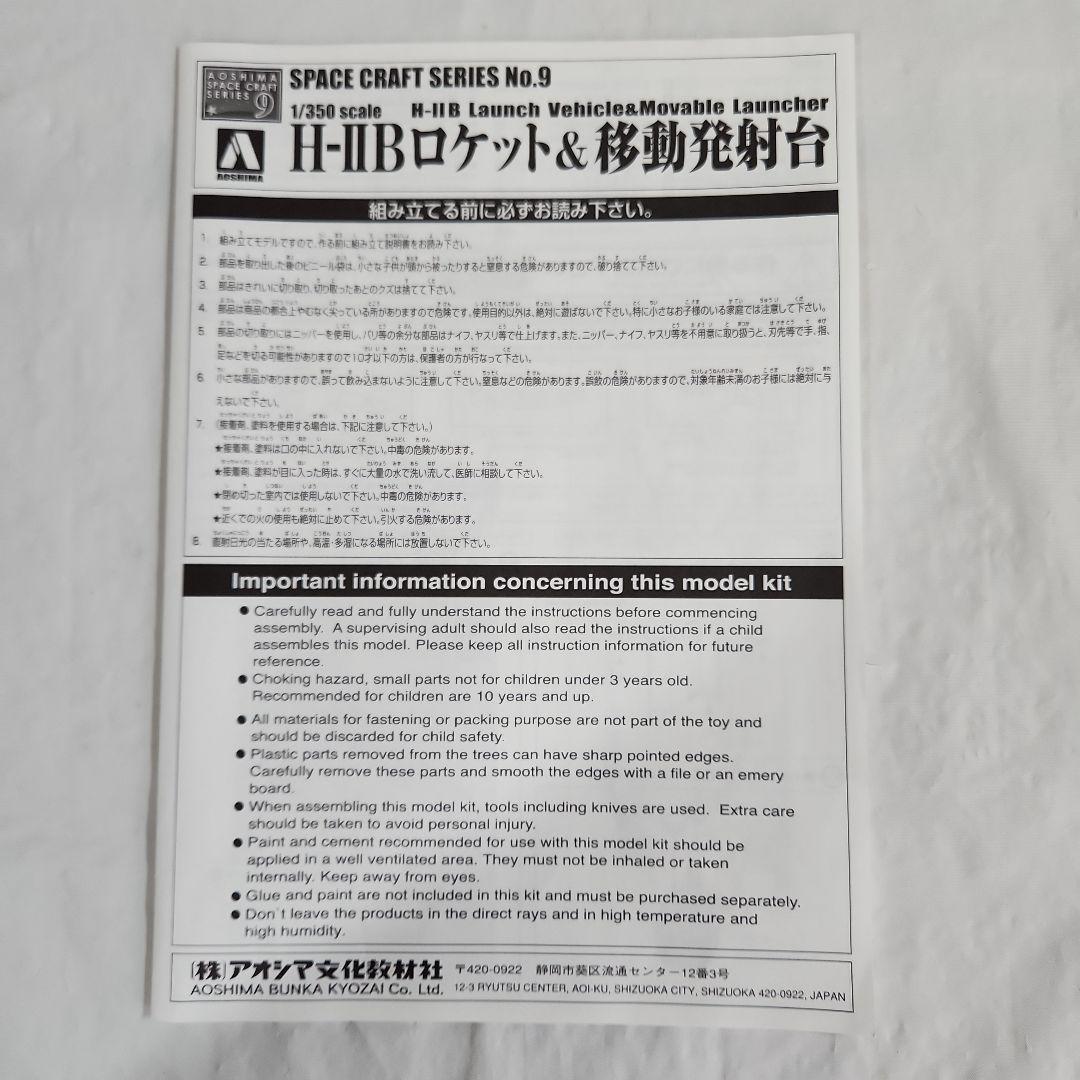 AOSHIMA
SPACE CRAFT
SERIES 9
SPACE CRAFT SERIES No.9
1/350 scale H-IIB Launch Vehicle&Movable Launcher
AOSHIMA
H-IIBロケット&移動発射台
組み立てる前に必ずお読み下さい。
1. 組み立てモデルですので、作る前に組み立て説明書をお読み下さい。
2. 部品を取り出した後のビニール袋は、小さな子供が頭から被ったりすると窒息する危険がありますので、破り捨てて下さい。
3. 部品はきれいに切り取り、切り取ったあとのクズは捨てて下さい。
4. 部品は商品の都合上やむなく尖っている所がありますので危険です。使用目的以外は、絶対に遊ばないで下さい。特に小さなお子様のいる家庭では注意して下さい。
5. 部品の切り取りにはニッパーを使用し、バリ等の余分な部品はナイフ、ヤスリ等で仕上げます。また、ニッパー、ナイフ、ヤスリ等を不用意に取り扱うと、刃先等で手、指、
足などを切る可能性がありますので10才以下の方は、保護者の方が行なって下さい。
6. 小さな部品がありますので、誤って飲み込まないように注意して下さい。窒息などの危険があります。誤飲の危険がありますので、対象年齢未満のお子様には絶対に与
えないで下さい。
7. (接着剤、塗料を使用する場合は、下記に注意して下さい。)
★接着剤、塗料は口の中に入れないで下さい。中毒の危険があります。
★接着剤、塗料が目に入った時は、すぐに大量の水で洗い流して、医師に相談して下さい。
★閉め切った室内では使用しないで下さい。中毒の危険があります。
★近くでの火の使用も絶対に止めて下さい。引火する危険があります。
8. 直射日光の当たる場所や、高温・多湿になる場所には放置しないで下さい。
Important information concerning this model kit
● Carefully read and fully understand the instructions before commencing
assembly. A supervising adult should also read the instructions if a child
assembles this model. Please keep all instruction information for future
reference.
● Choking hazard, small parts not for children under 3 years old.
Recommended for children are 10 years and up.
● All materials for fastening or packing purpose are not part of the toy and
should be discarded for child safety.
● Plastic parts removed from the trees can have sharp pointed edges.
Carefully remove these parts and smooth the edges with a file or an emery
board.
● When assembling this model kit, tools including knives are used. Extra care
should be taken to avoid personal injury.
● Paint and cement recommended for use with this model kit should be
applied in a well ventilated area. They must not be inhaled or taken
internally. Keep away from eyes.
● Glue and paint are not included in this kit and must be purchased separately.
● Don't leave the products in the direct rays and in high temperature and
high humidity.
(株)アオシマ文化教材社 〒420-0922 静岡市葵区流通センター12番3号
AOSHIMA BUNKA KYOZAI Co. Ltd. 12-3 RYUTSU CENTER, AOI-KU, SHIZUOKA CITY, SHIZUOKA 420-0922, JAPAN